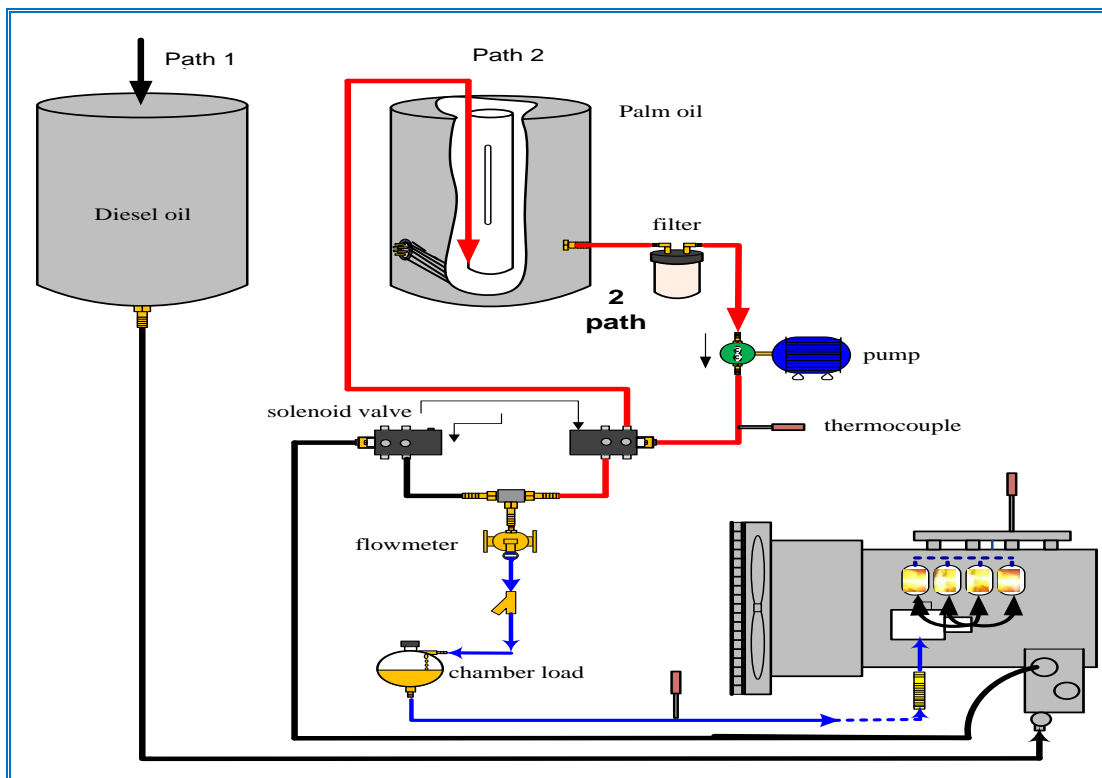 Path 1
Path 2
Palm oil
Diesel oil
filter
2
path
pump
solenoid valve
thermocouple
flowmeter
chamber load